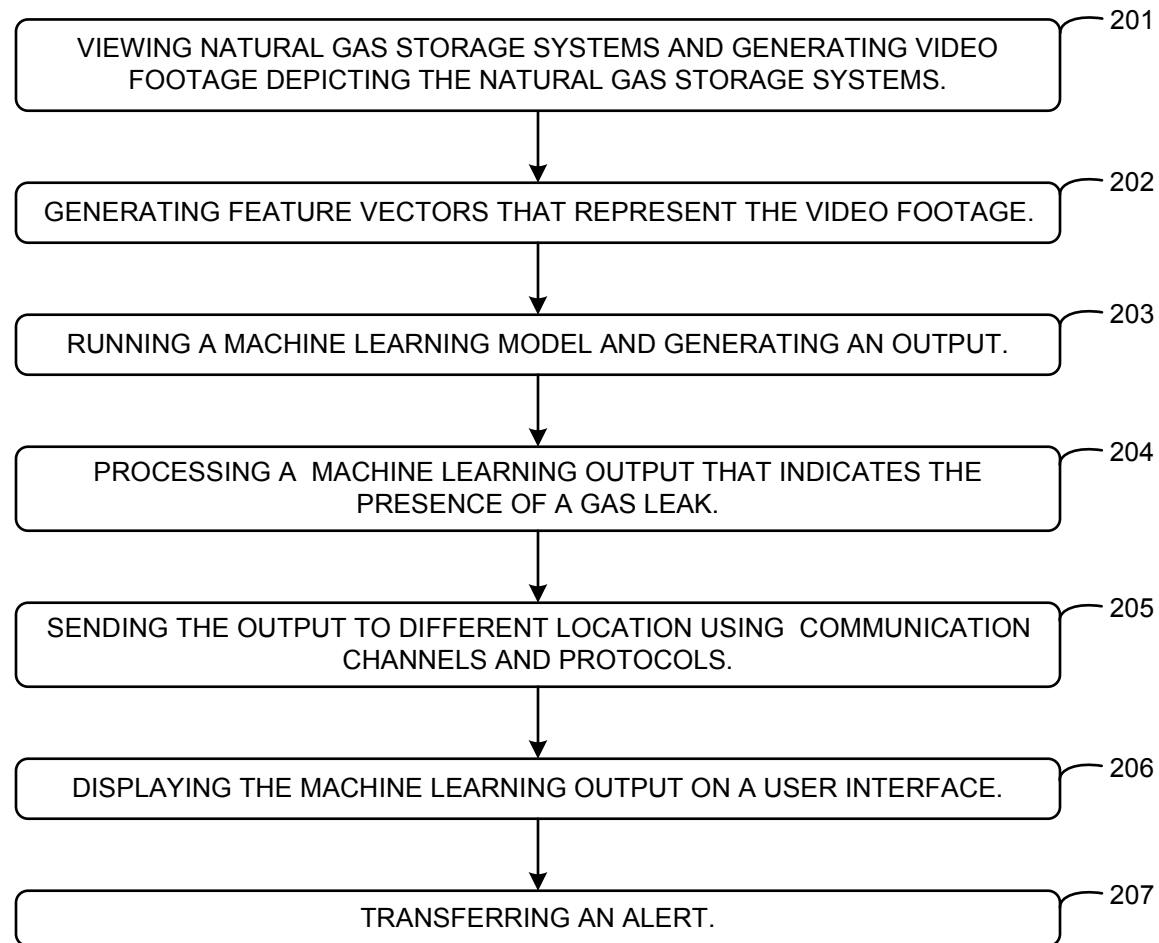 201
VIEWING NATURAL GAS STORAGE SYSTEMS AND GENERATING VIDEO
FOOTAGE DEPICTING THE NATURAL GAS STORAGE SYSTEMS.
202
GENERATING FEATURE VECTORS THAT REPRESENT THE VIDEO FOOTAGE.
203
RUNNING A MACHINE LEARNING MODEL AND GENERATING AN OUTPUT.
204
PROCESSING A MACHINE LEARNING OUTPUT THAT INDICATES THE
PRESENCE OF A GAS LEAK.
205
SENDING THE OUTPUT TO DIFFERENT LOCATION USING COMMUNICATION
CHANNELS AND PROTOCOLS.
206
DISPLAYING THE MACHINE LEARNING OUTPUT ON A USER INTERFACE.
207
TRANSFERRING AN ALERT.